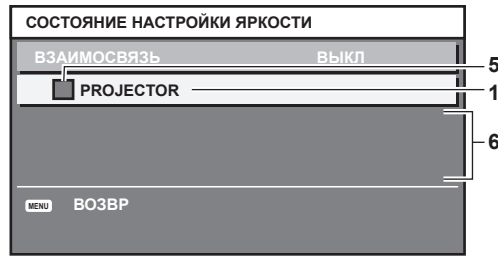 СОСТОЯНИЕ НАСТРОЙКИ ЯРКОСТИ
ВЗАИМОСВЯЗЬ ВЫКЛ
5
PROJECTOR 1
6
MENU ВОЗВР